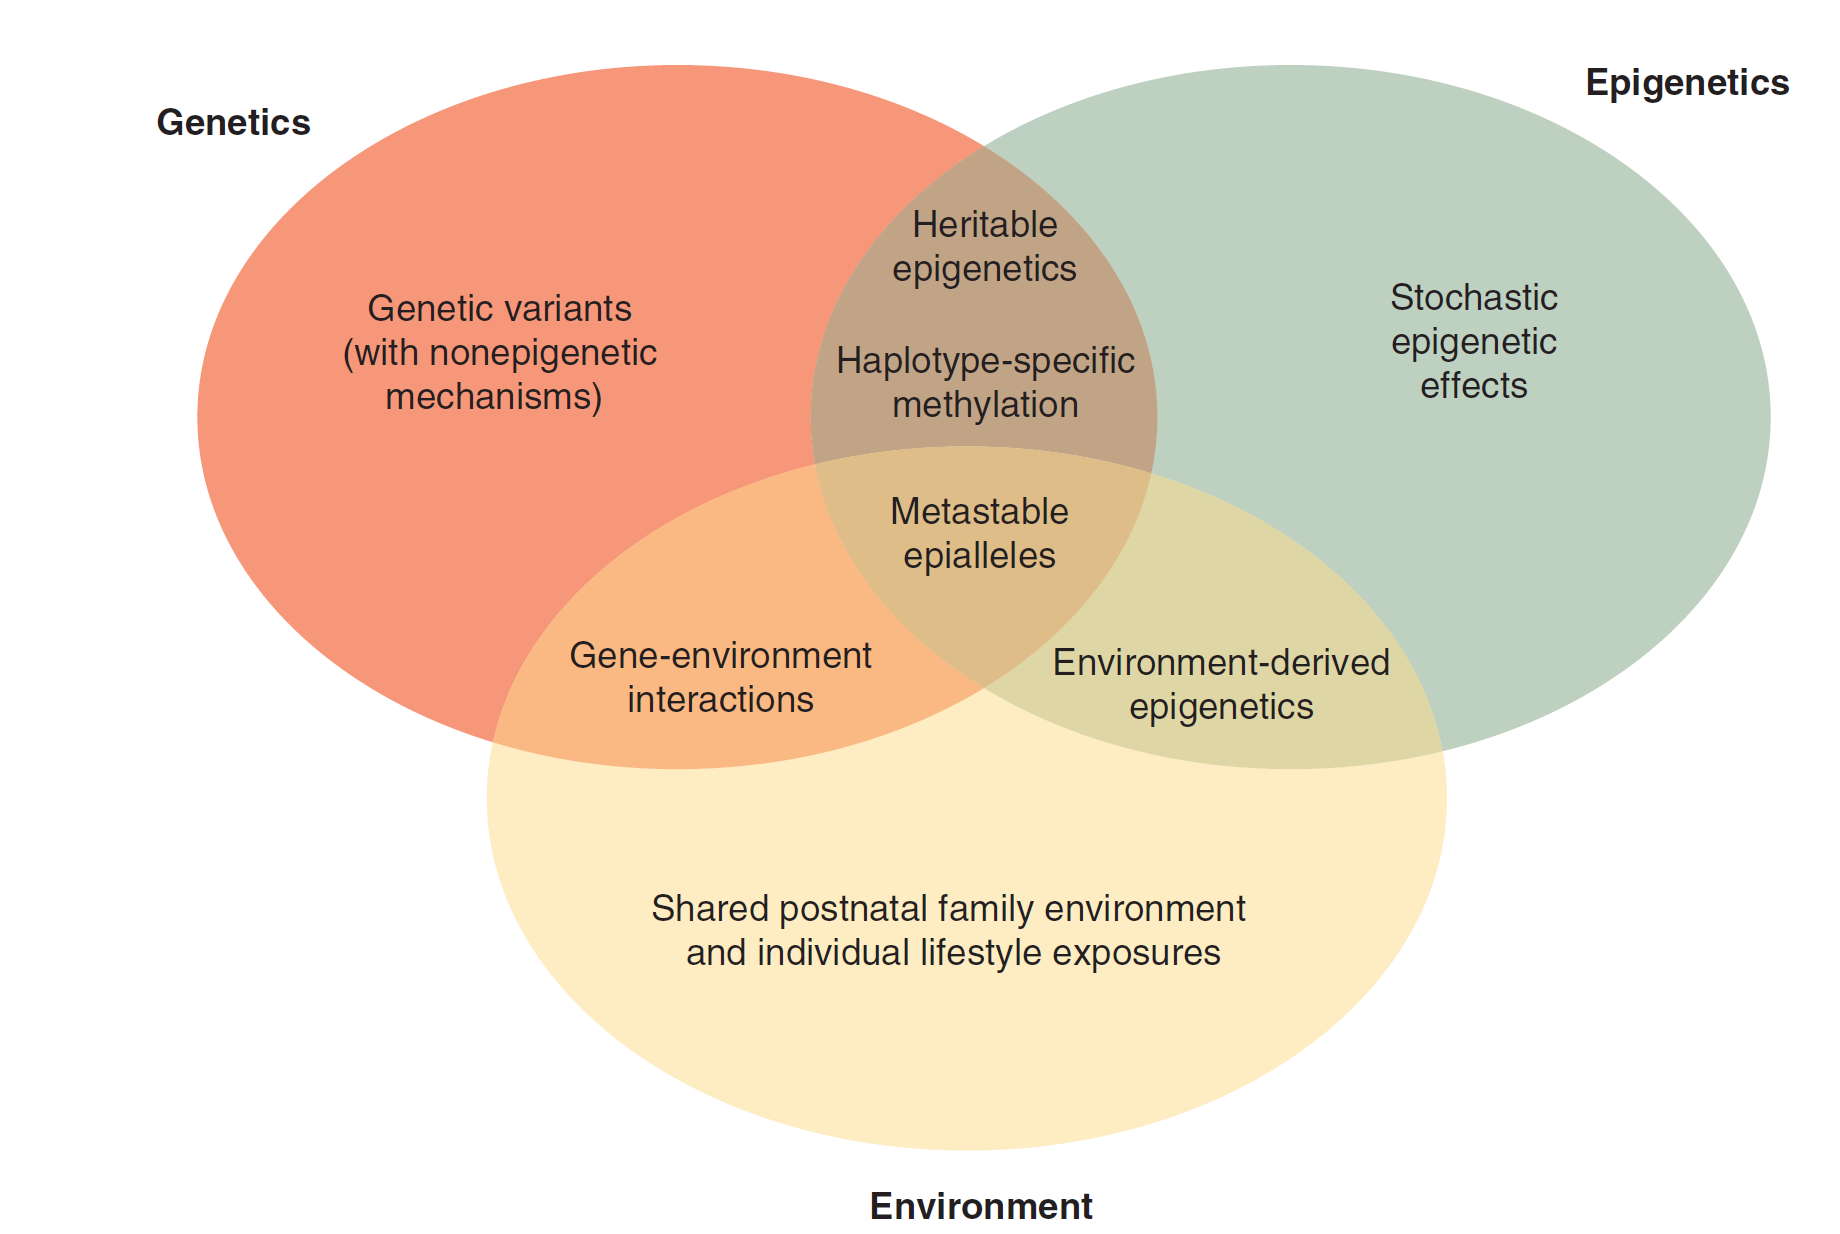 Genetics
Epigenetics
Heritable
epigenetics
Genetic variants
(with nonepigenetic
mechanisms)
Haplotype-specific
methylation
Stochastic
epigenetic
effects
Metastable
epialleles
Gene-environment
interactions
Environment-derived
epigenetics
Shared postnatal family environment
and individual lifestyle exposures
Environment